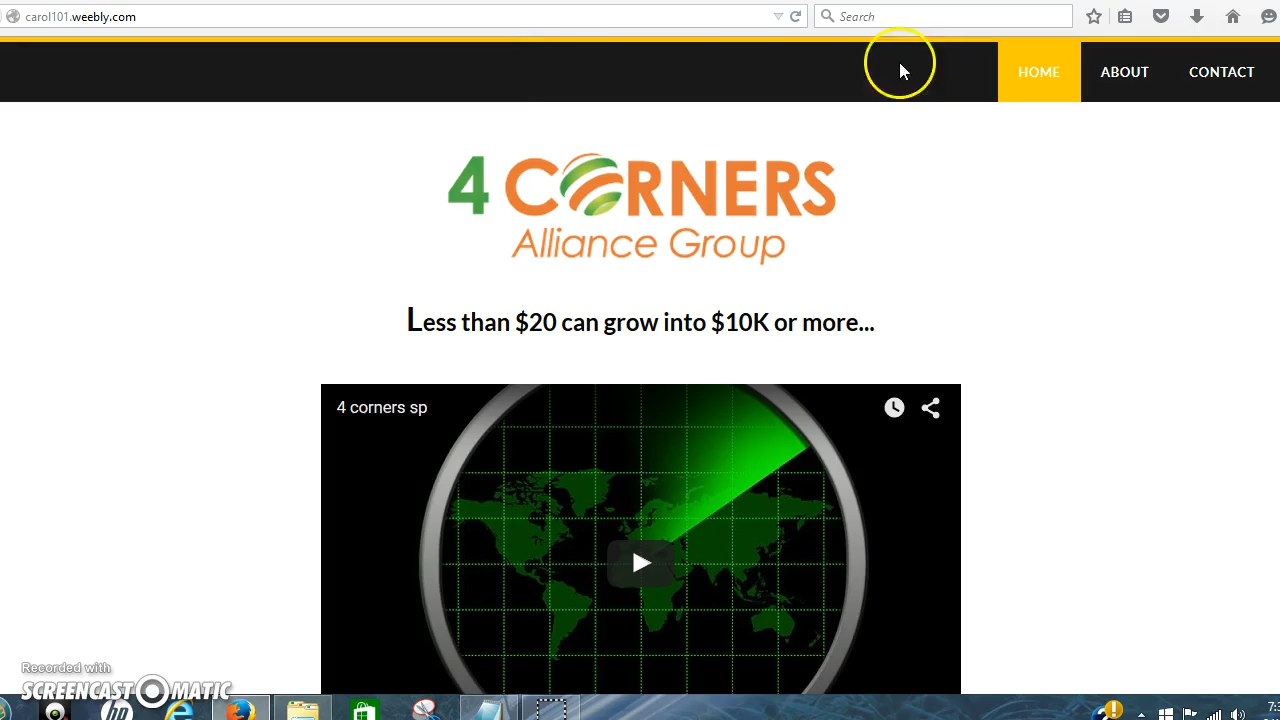 carol101.weebly.com
Search
HOME ABOUT CONTACT
4 CORNERS
Alliance Group
Less than $20 can grow into $10K or more...
4 corners sp
Recorded with
SCREENCAST MATIC
hp